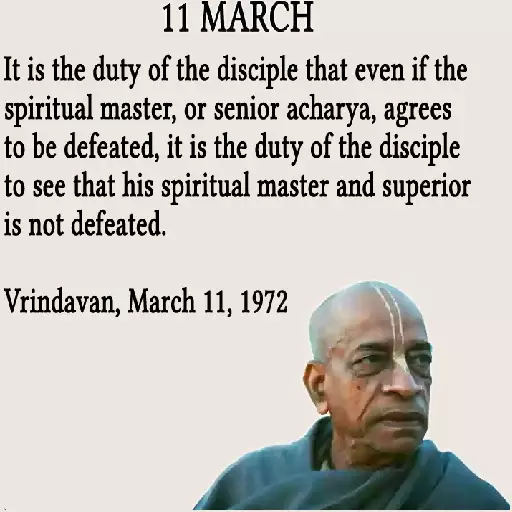 11 MARCH
It is the duty of the disciple that even if the
spiritual master, or senior acharya, agrees
to be defeated, it is the duty of the disciple
to see that his spiritual master and superior
is not defeated.
Vrindavan, March 11, 1972